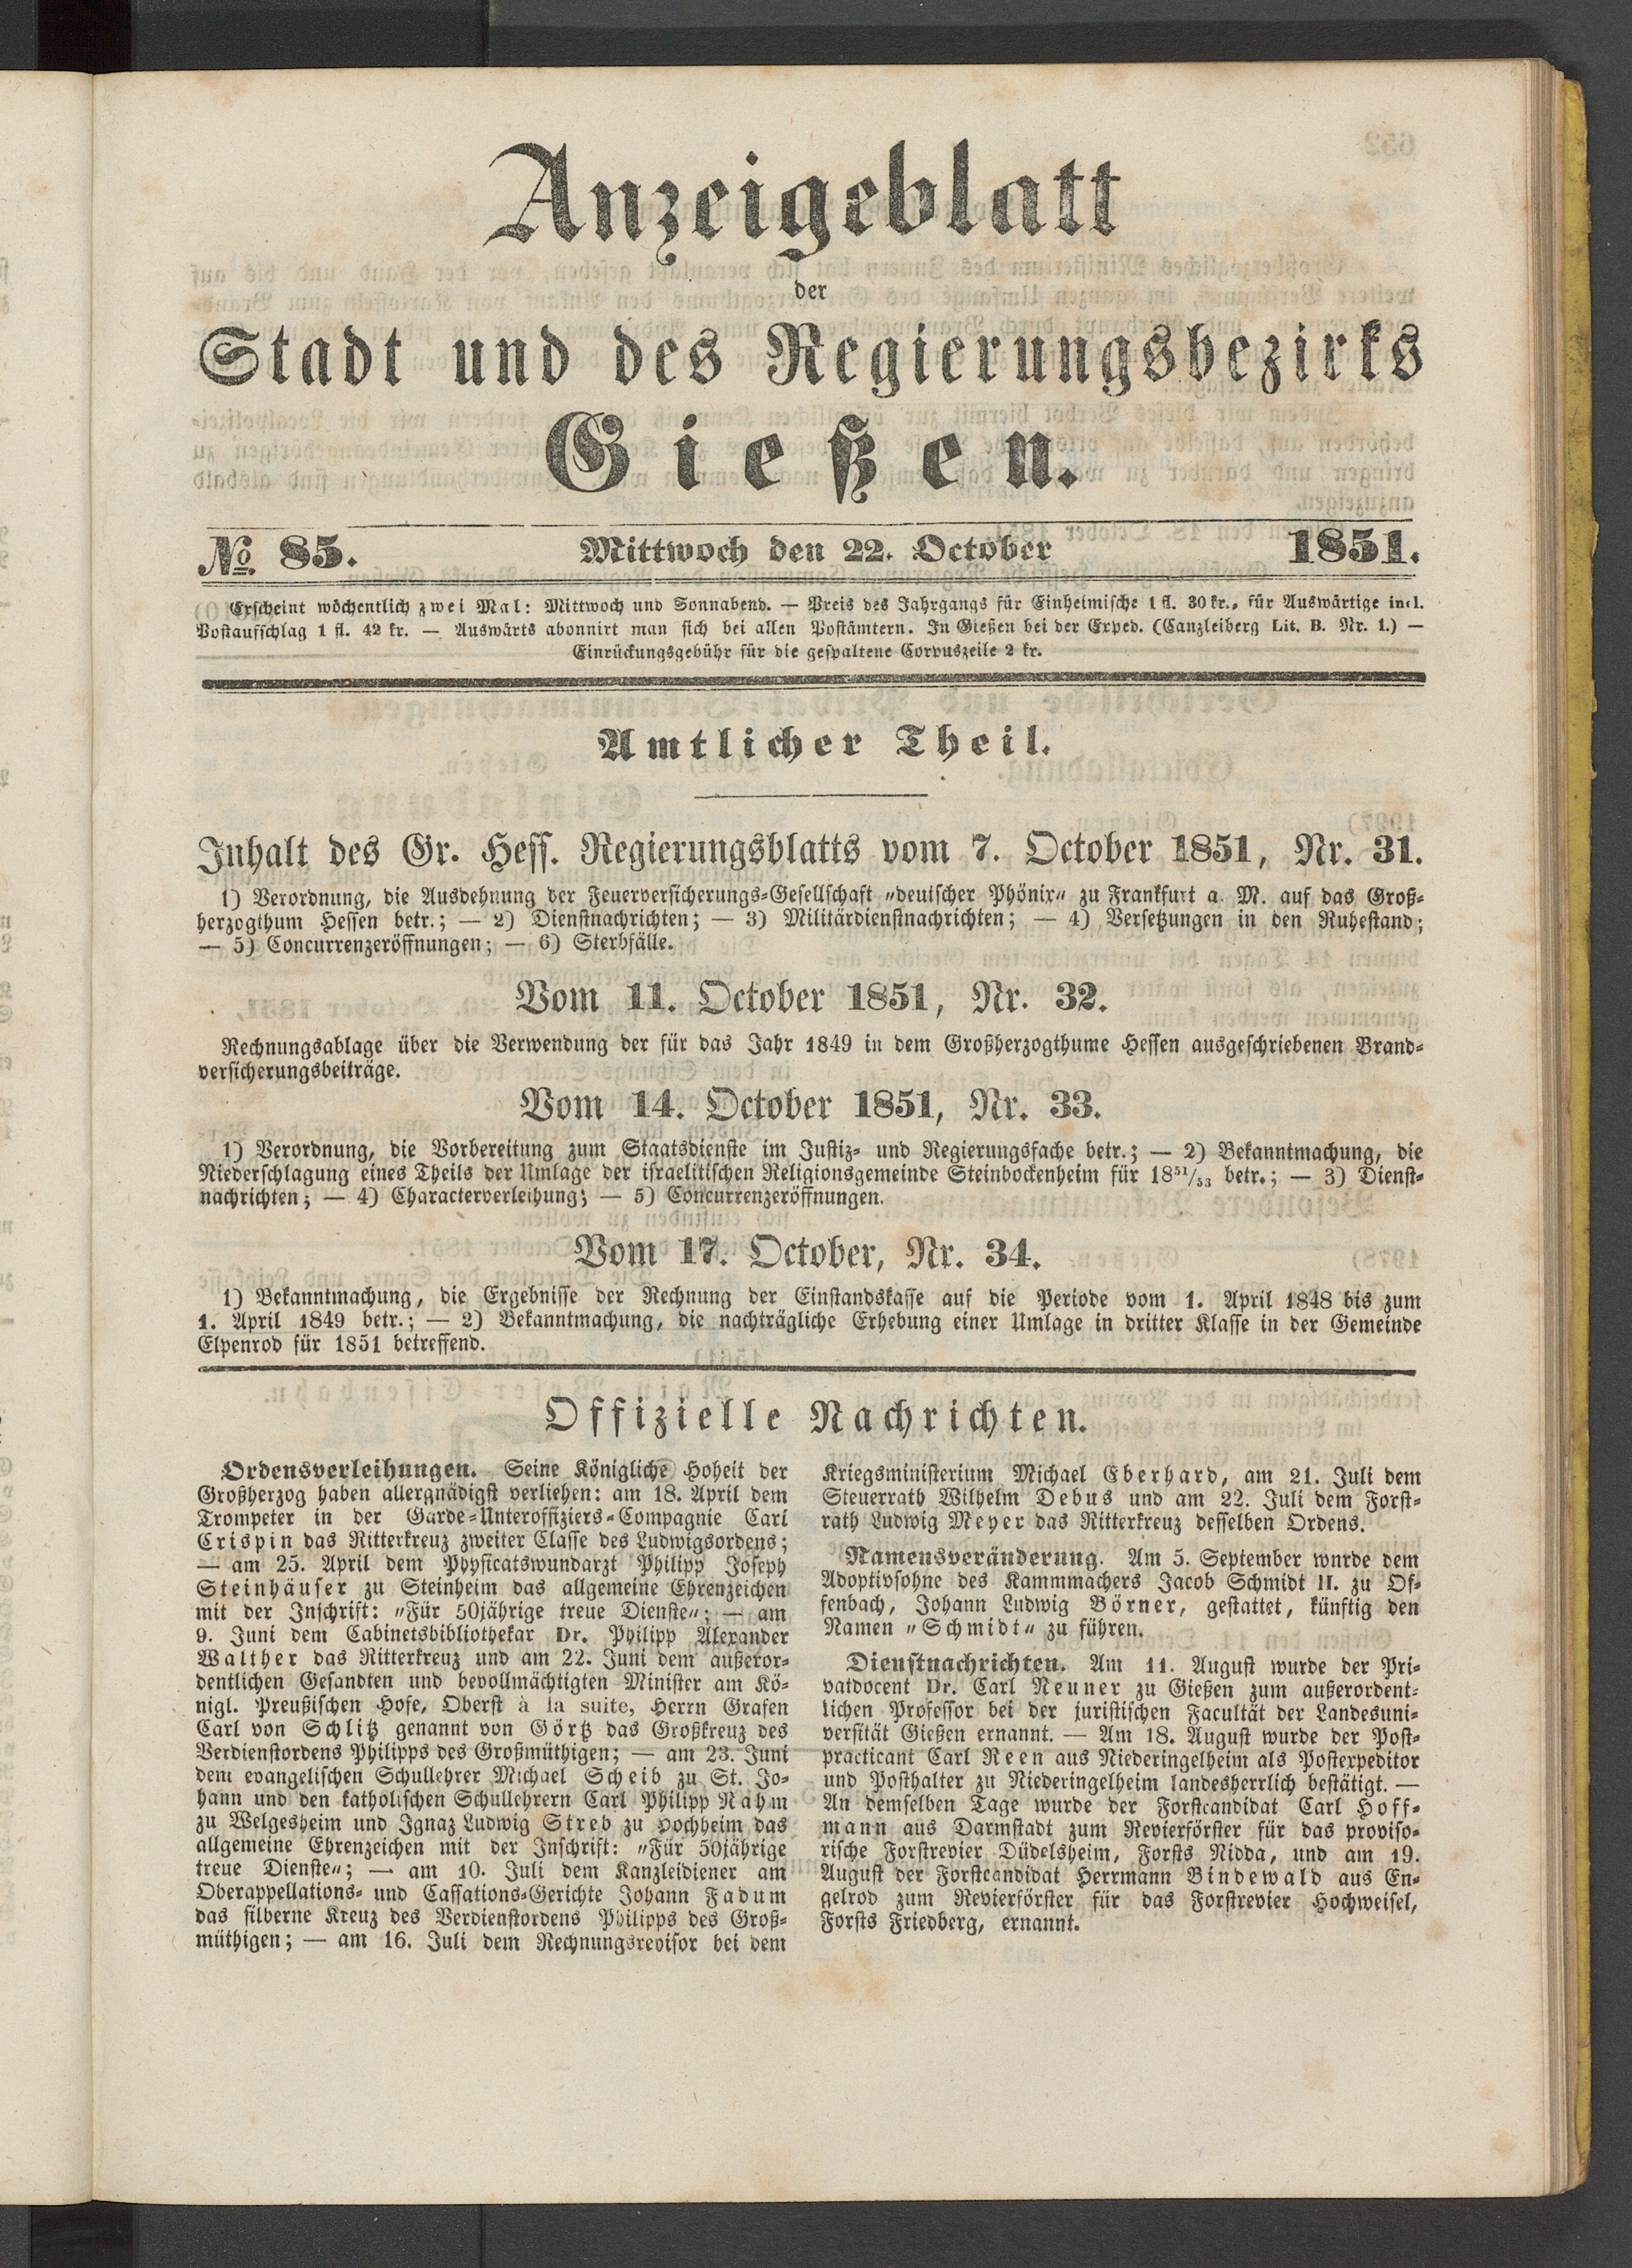 Anzeigeblatt
der
Stadt und des Regierungsbezirks
Gießen.
No. 85. Mittwoch den 22. October 1851.
Erscheint wöchentlich zwei Mal: Mittwoch und Sonnabend. — Preis des Jahrgangs für Einheimische 1 fl. 30 kr., für Auswärtige incl.
Postaufschlag 1 fl. 42 kr. — Auswärts abonnirt man sich bei allen Postämtern. In Gießen bei der Exped. (Canzleiberg Lit. B. Nr. 1.) —
Einrückungsgebühr für die gespaltene Corpuszeile 2 kr.
Amtlicher Theil.
Inhalt des Gr. Hess. Regierungsblatts vom 7. October 1851, Nr. 31.
1) Verordnung, die Ausdehnung der Feuerversicherungs-Gesellschaft „deutscher Phönix“ zu Frankfurt a. M. auf das Groß-
herzogthum Hessen betr.; — 2) Dienstnachrichten; — 3) Militärdienstnachrichten; — 4) Versetzungen in den Ruhestand;
— 5) Concurrenzeröffnungen; — 6) Sterbfälle.
Vom 11. October 1851, Nr. 32.
Rechnungsablage über die Verwendung der für das Jahr 1849 in dem Großherzogthume Hessen ausgeschriebenen Brand-
versicherungsbeiträge.
Vom 14. October 1851, Nr. 33.
1) Verordnung, die Vorbereitung zum Staatsdienste im Justiz- und Regierungsfache betr.; — 2) Bekanntmachung, die
Niederschlagung eines Theils der Umlage der israelitischen Religionsgemeinde Steinbockenheim für 18⁵¹/₅₃ betr.; — 3) Dienst-
nachrichten; — 4) Characterverleihung; — 5) Concurrenzeröffnungen.
Vom 17. October, Nr. 34.
1) Bekanntmachung, die Ergebnisse der Rechnung der Einstandskasse auf die Periode vom 1. April 1848 bis zum
1. April 1849 betr.; — 2) Bekanntmachung, die nachträgliche Erhebung einer Umlage in dritter Klasse in der Gemeinde
Elpenrod für 1851 betreffend.
Offizielle Nachrichten.
Ordensverleihungen. Seine Königliche Hoheit der
Großherzog haben allergnädigst verliehen: am 18. April dem
Trompeter in der Garde-Unteroffiziers-Compagnie Carl
Crispin das Ritterkreuz zweiter Classe des Ludwigsordens;
— am 25. April dem Physicatswundarzt Philipp Joseph
Steinhäuser zu Steinheim das allgemeine Ehrenzeichen
mit der Inschrift: „Für 50jährige treue Dienste“; — am
9. Juni dem Cabinetsbibliothekar Dr. Philipp Alexander
Walther das Ritterkreuz und am 22. Juni dem außeror-
dentlichen Gesandten und bevollmächtigten Minister am Kö-
nigl. Preußischen Hofe, Oberst à la suite, Herrn Grafen
Carl von Schlitz genannt von Görtz das Großkreuz des
Verdienstordens Philipps des Großmüthigen; — am 23. Juni
dem evangelischen Schullehrer Michael Scheib zu St. Jo-
hann und den katholischen Schullehrern Carl Philipp Nahm
zu Welgesheim und Ignaz Ludwig Streb zu Hochheim das
allgemeine Ehrenzeichen mit der Inschrift: „Für 50jährige
treue Dienste“; — am 10. Juli dem Kanzleidiener am
Oberappellations- und Cassations-Gerichte Johann Fadum
das silberne Kreuz des Verdienstordens Philipps des Groß-
müthigen; — am 16. Juli dem Rechnungsrevisor bei dem
Kriegsministerium Michael Eberhard, am 21. Juli dem
Steuerrath Wilhelm Debus und am 22. Juli dem Forst-
rath Ludwig Meyer das Ritterkreuz desselben Ordens.
Namensveränderung. Am 5. September wurde dem
Adoptivsohne des Kammmachers Jacob Schmidt II. zu Of-
fenbach, Johann Ludwig Börner, gestattet, künftig den
Namen „Schmidt“ zu führen.
Dienstnachrichten. Am 11. August wurde der Pri-
vatdocent Dr. Carl Neuner zu Gießen zum außerordent-
lichen Professor bei der juristischen Facultät der Landesuni-
versität Gießen ernannt. — Am 18. August wurde der Post-
practicant Carl Reen aus Niederingelheim als Postexpeditor
und Posthalter zu Niederingelheim landesherrlich bestätigt. —
An demselben Tage wurde der Forstcandidat Carl Hoff-
mann aus Darmstadt zum Revierförster für das proviso-
rische Forstrevier Düdelsheim, Forsts Nidda, und am 19.
August der Forstcandidat Herrmann Bindewald aus En-
gelrod zum Revierförster für das Forstrevier Hochweisel,
Forsts Friedberg, ernannt.